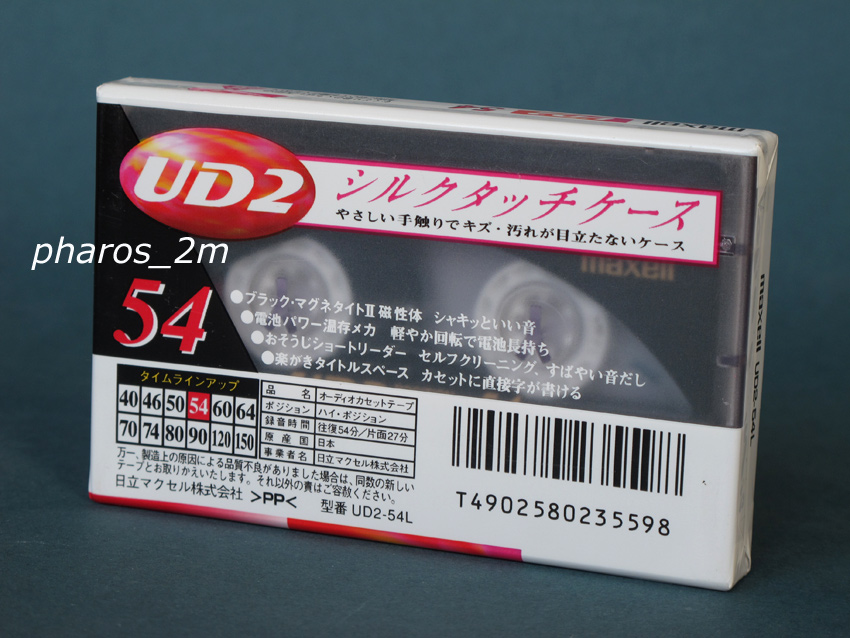 maxell
UD2
シルクタッチケース
やさしい手触りでキズ・汚れが目立たないケース
maxell
pharos_2m
54
●ブラック・マグネタイトII磁性体 シャキッといい音
●電池パワー温存メカ 軽やか回転で電池長持ち
●おそうじショートリーダー セルフクリーニング、すばやい音だし
●楽がきタイトルスペース カセットに直接字が書ける
タイムラインアップ
40 46 50 54 60 64
70 74 80 90 120 150
品名 オーディオカセットテープ
ポジション ハイ・ポジション
録音時間 往復54分/片面27分
原産国 日本
事業者名 日立マクセル株式会社
万一、製造上の原因による品質不良がありました場合は、同数の新しい
テープとお取りかえいたします。それ以外の責はご容赦ください。
日立マクセル株式会社 >PP< 型番 UD2-54L
T4902580235598
maxell UD2-54L